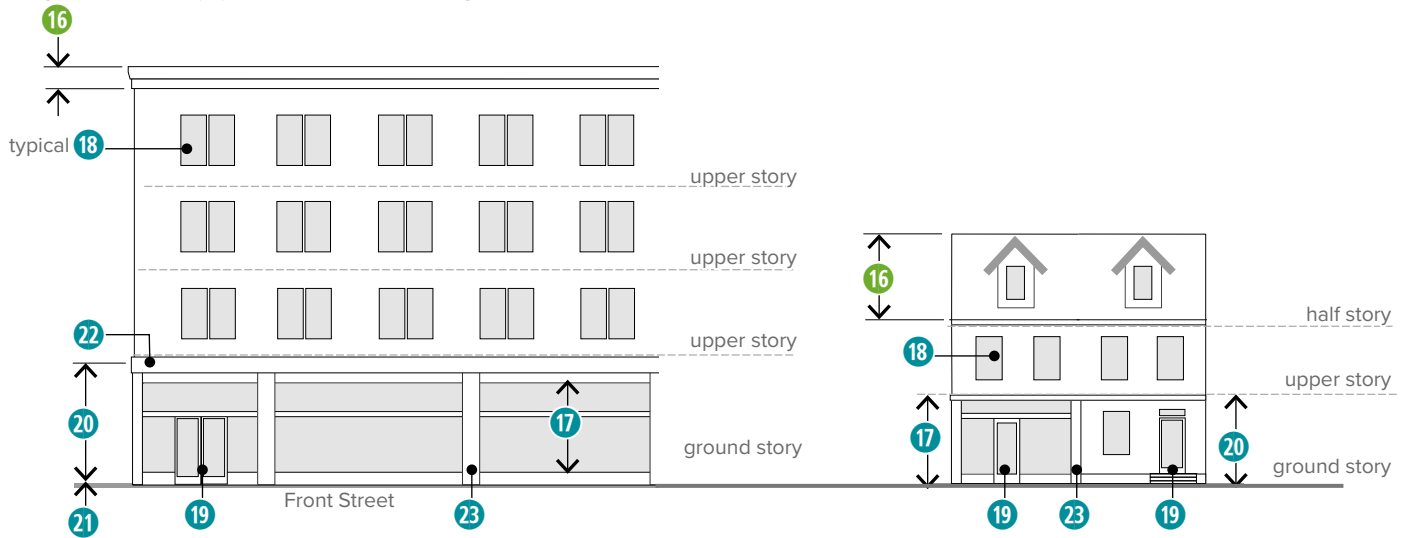 16
typical 18
upper story
upper story
16
half story
22
upper story
18
upper story
20
17
17
20
ground story
ground story
Front Street
21
19
23
19
23
19